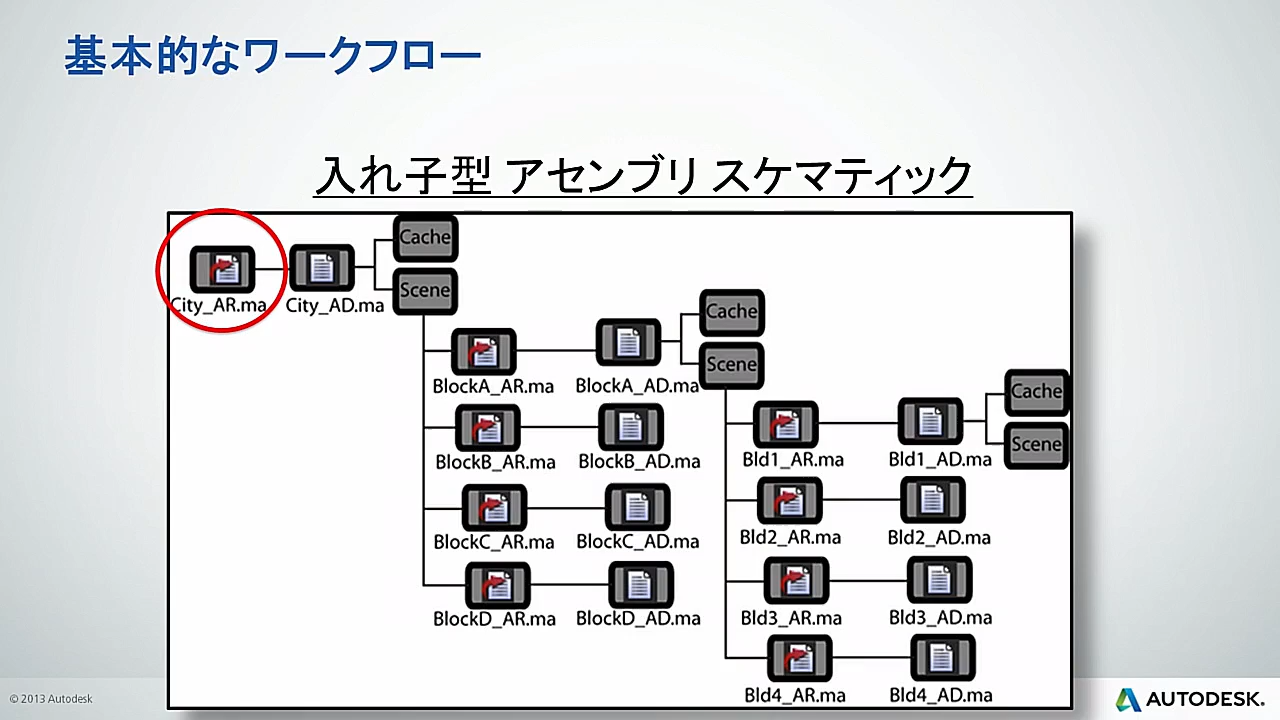 基本的なワークフロー
入れ子型 アセンブリ スケマティック
Cache
Scene
City_AR.ma
City_AD.ma
Cache
Scene
BlockA_AR.ma
BlockA_AD.ma
Cache
Scene
BlockB_AR.ma
BlockB_AD.ma
Bld1_AR.ma
Bld1_AD.ma
BlockC_AR.ma
BlockC_AD.ma
Bld2_AR.ma
Bld2_AD.ma
BlockD_AR.ma
BlockD_AD.ma
Bld3_AR.ma
Bld3_AD.ma
Bld4_AR.ma
Bld4_AD.ma
© 2013 Autodesk
AUTODESK.